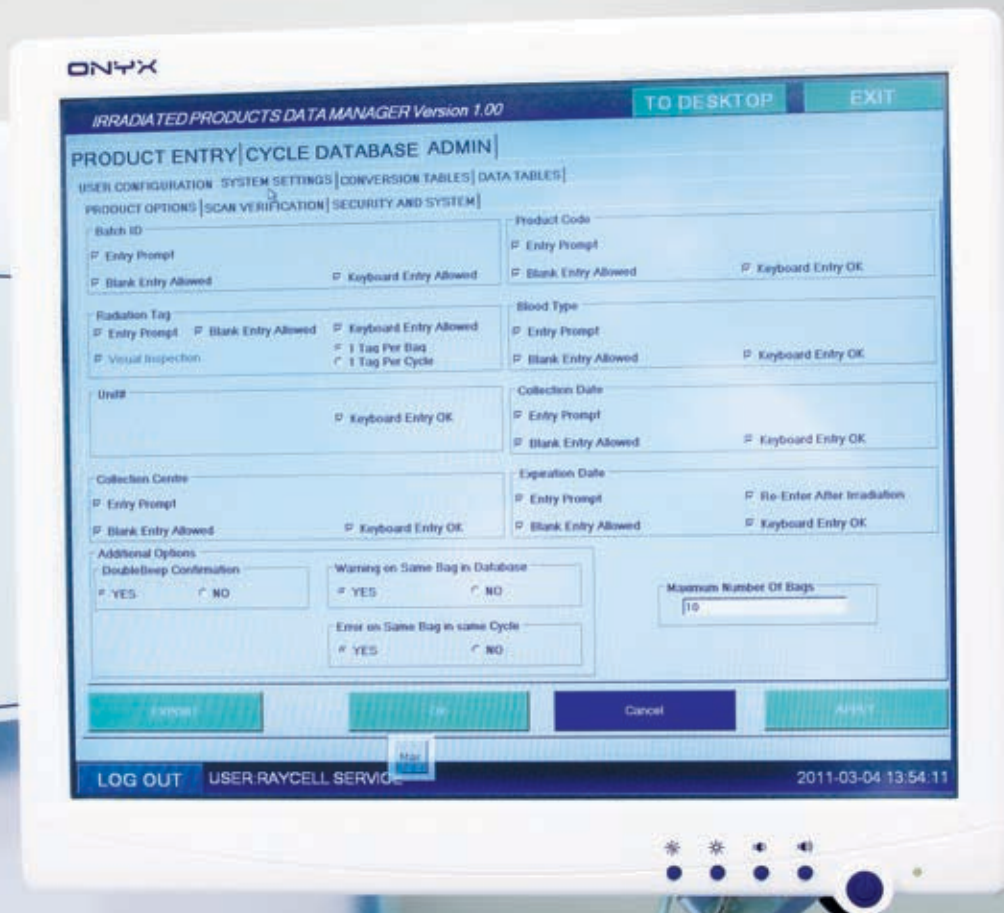 ONYX
IRRADIATED PRODUCTS DATA MANAGER Version 1.00
TO DESKTOP
EXIT
PRODUCT ENTRY CYCLE DATABASE ADMIN
USER CONFIGURATION SYSTEM SETTINGS CONVERSION TABLES DATA TABLES
PRODUCT OPTIONS SCAN VERIFICATION SECURITY AND SYSTEM
Batch ID
Entry Prompt
Blank Entry Allowed Keyboard Entry Allowed
Product Code
Entry Prompt
Blank Entry Allowed Keyboard Entry OK
Radiation Tag
Entry Prompt Blank Entry Allowed Keyboard Entry Allowed
Visual Inspection 1 Tag Per Bag
1 Tag Per Cycle
Blood Type
Entry Prompt
Blank Entry Allowed Keyboard Entry OK
Unit#
Keyboard Entry OK
Collection Date
Entry Prompt
Blank Entry Allowed Keyboard Entry OK
Collection Centre
Entry Prompt
Blank Entry Allowed Keyboard Entry OK
Expiration Date
Entry Prompt Re-Enter After Irradiation
Blank Entry Allowed Keyboard Entry OK
Additional Options
DoubleBeep Confirmation
YES NO
Warning on Same Bag in Database
YES NO
Error on Same Bag in same Cycle
YES NO
Maximum Number Of Bags
10
EXPORT
Cancel
APPLY
LOG OUT USER:RAYCELL SERVICE
2011-03-04 13:54:11